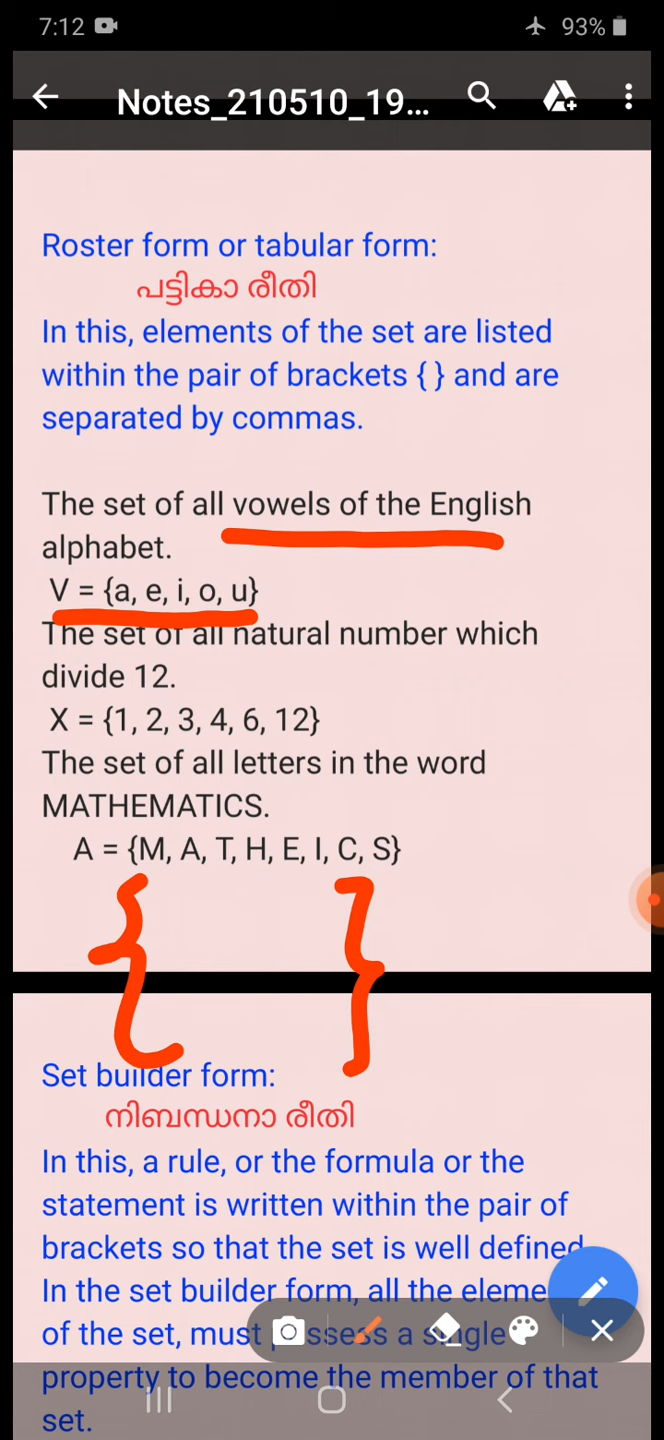 7:12 93%
Notes_210510_19...
Roster form or tabular form:
പട്ടികാ രീതി
In this, elements of the set are listed
within the pair of brackets { } and are
separated by commas.
The set of all vowels of the English
alphabet.
V = {a, e, i, o, u}
The set of all natural number which
divide 12.
X = {1, 2, 3, 4, 6, 12}
The set of all letters in the word
MATHEMATICS.
A = {M, A, T, H, E, I, C, S}
{ }
Set builder form:
നിബന്ധനാ രീതി
In this, a rule, or the formula or the
statement is written within the pair of
brackets so that the set is well defined
In the set builder form, all the eleme
of the set, must possess a single
property to become the member of that
set.